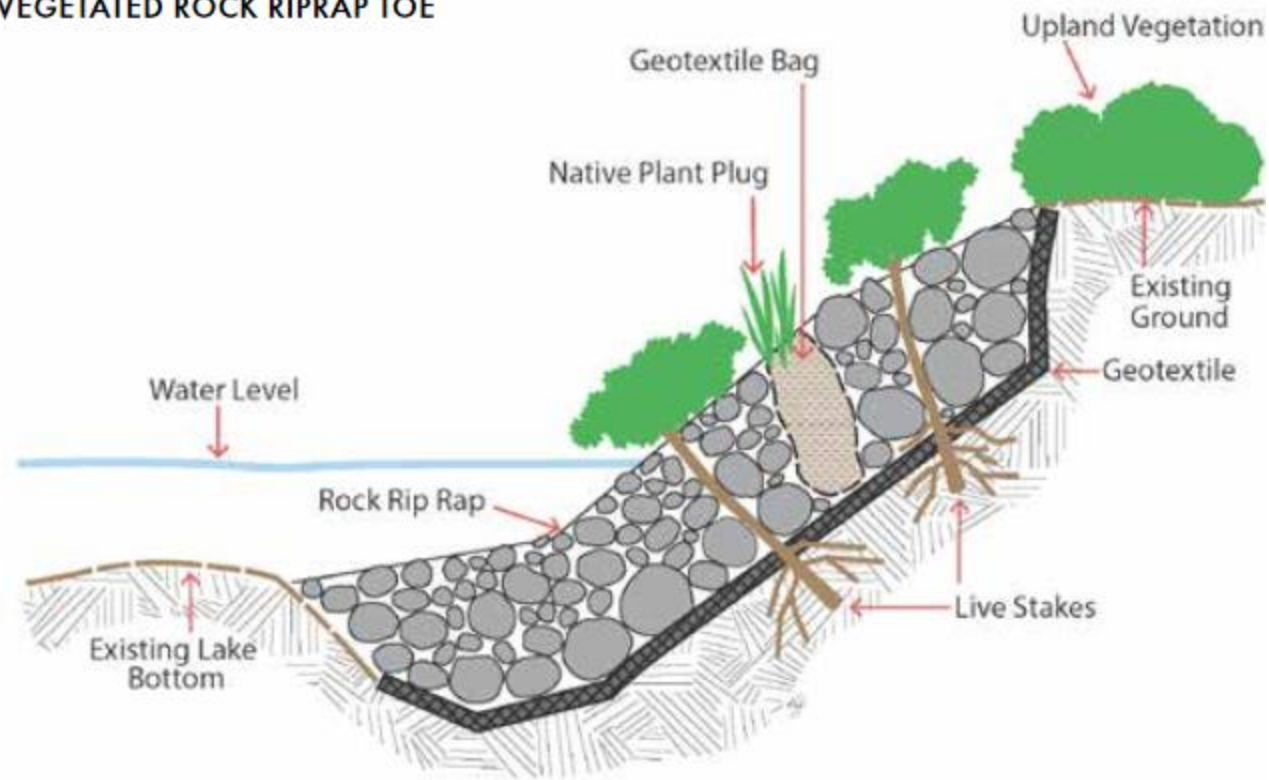 VEGETATED ROCK RIPRAP TOE
Upland Vegetation
Geotextile Bag
Native Plant Plug
Existing
Ground
Geotextile
Water Level
Rock Rip Rap
Live Stakes
Existing Lake
Bottom